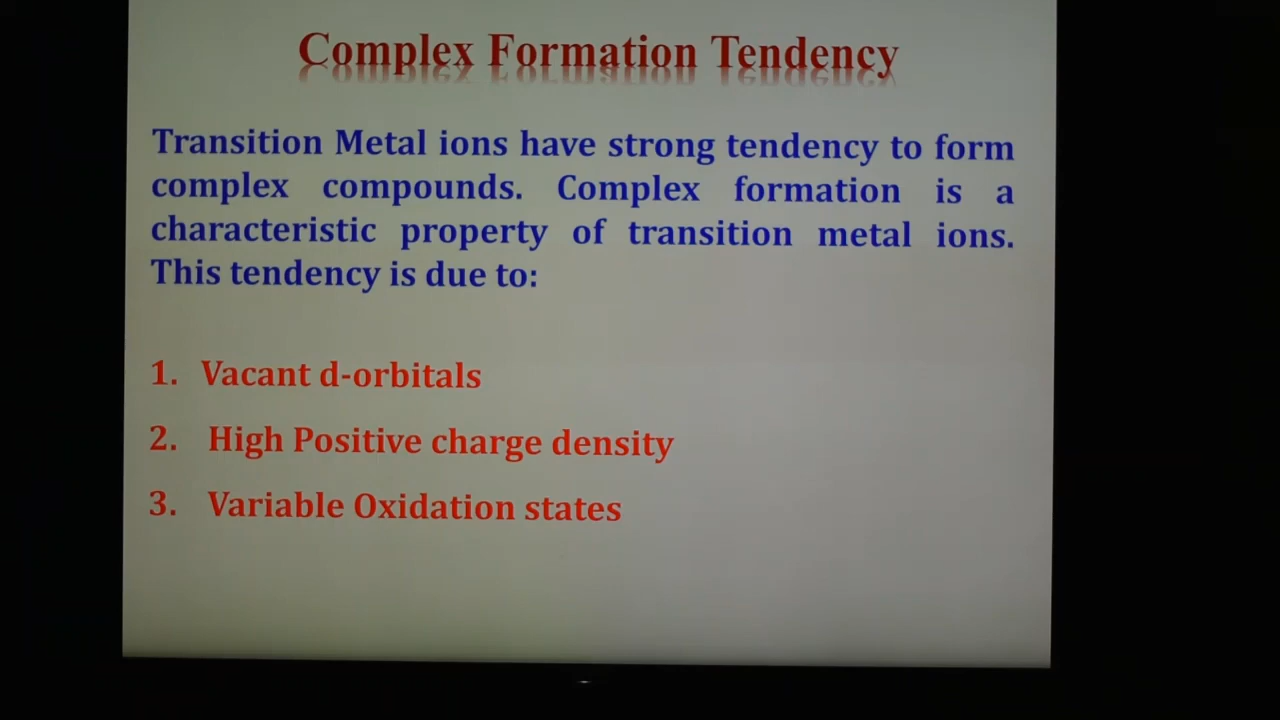 Complex Formation Tendency
Transition Metal ions have strong tendency to form
complex compounds. Complex formation is a
characteristic property of transition metal ions.
This tendency is due to:
1. Vacant d-orbitals
2. High Positive charge density
3. Variable Oxidation states